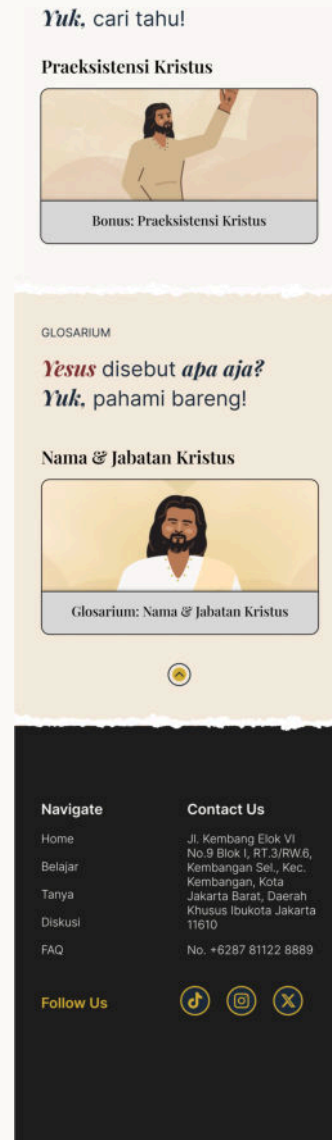 Yuk, cari tahu!
Praeksistensi Kristus
Bonus: Praeksistensi Kristus
GLOSARIUM
Yesus disebut apa aja?
Yuk, pahami bareng!
Nama & Jabatan Kristus
Glosarium: Nama & Jabatan Kristus
Navigate
Home
Belajar
Tanya
Diskusi
FAQ
Contact Us
Jl. Kembang Elok VI
No.9 Blok I, RT.3/RW.6,
Kembangan Sel., Kec.
Kembangan, Kota
Jakarta Barat, Daerah
Khusus Ibukota Jakarta
11610
No. +6287 81122 8889
Follow Us